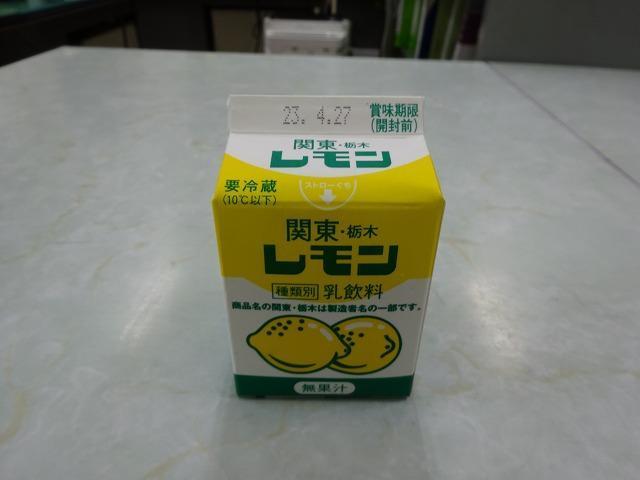 23. 4.27
賞味期限
(開封前)
関東・栃木
レモン
要冷蔵
(10℃以下)
ストローぐち
関東・栃木
レモン
種類別 乳飲料
商品名の関東・栃木は製造者名の一部です。
無果汁